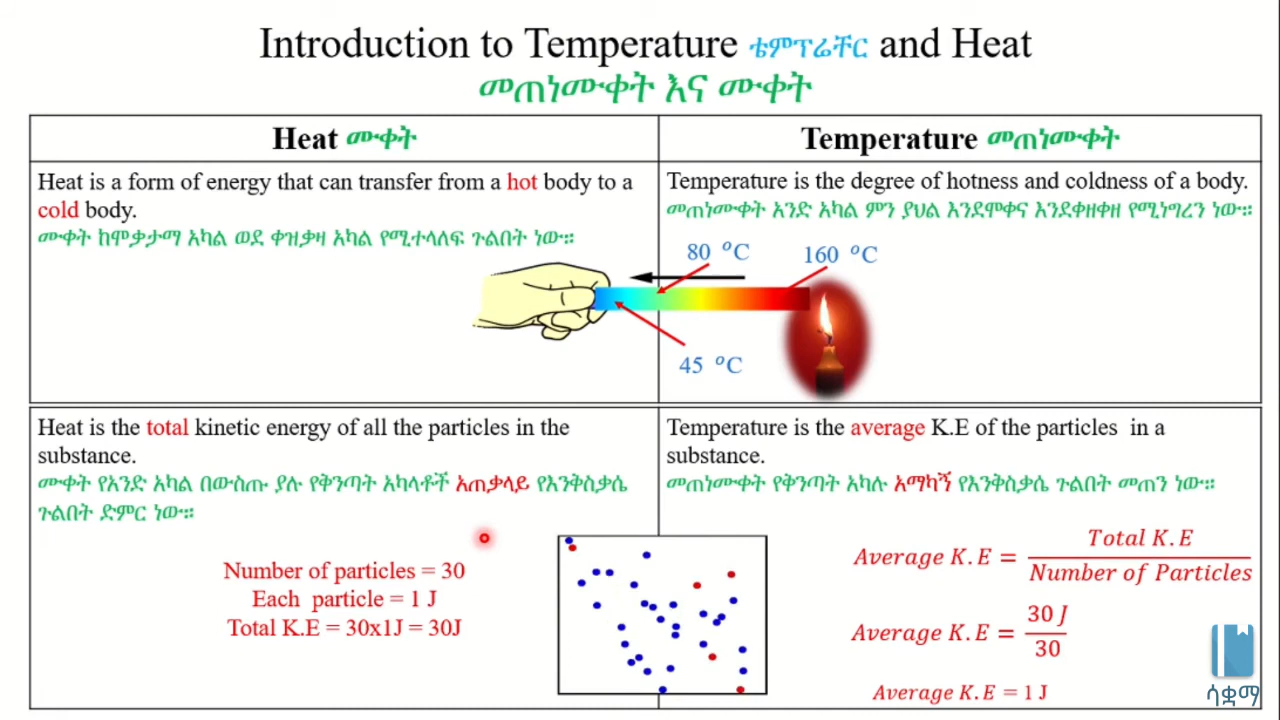 Introduction to Temperature ቴምፕሬቸር and Heat
መጠነሙቀት እና ሙቀት
Heat ሙቀት
Temperature መጠነሙቀት
Heat is a form of energy that can transfer from a hot body to a
cold body.
ሙቀት ከሞቃታማ አካል ወደ ቀዝቃዛ አካል የሚተላለፍ ጉልበት ነው።
Temperature is the degree of hotness and coldness of a body.
መጠነሙቀት አንድ አካል ምን ያህል እንደሞቀና እንደቀዘቀዘ የሚነግረን ነው።
80 °C
160 °C
45 °C
Heat is the total kinetic energy of all the particles in the
substance.
ሙቀት የአንድ አካል በውስጡ ያሉ የቅንጣት አካላቶች አጠቃላይ የእንቅስቃሴ
ጉልበት ድምር ነው።
Number of particles = 30
Each particle = 1 J
Total K.E = 30x1J = 30J
Temperature is the average K.E of the particles in a
substance.
መጠነሙቀት የቅንጣት አካሉ አማካኝ የእንቅስቃሴ ጉልበት መጠን ነው።
Average K.E = Total K.E / Number of Particles
Average K.E = 30 J / 30
Average K.E = 1 J
ሳቋማ